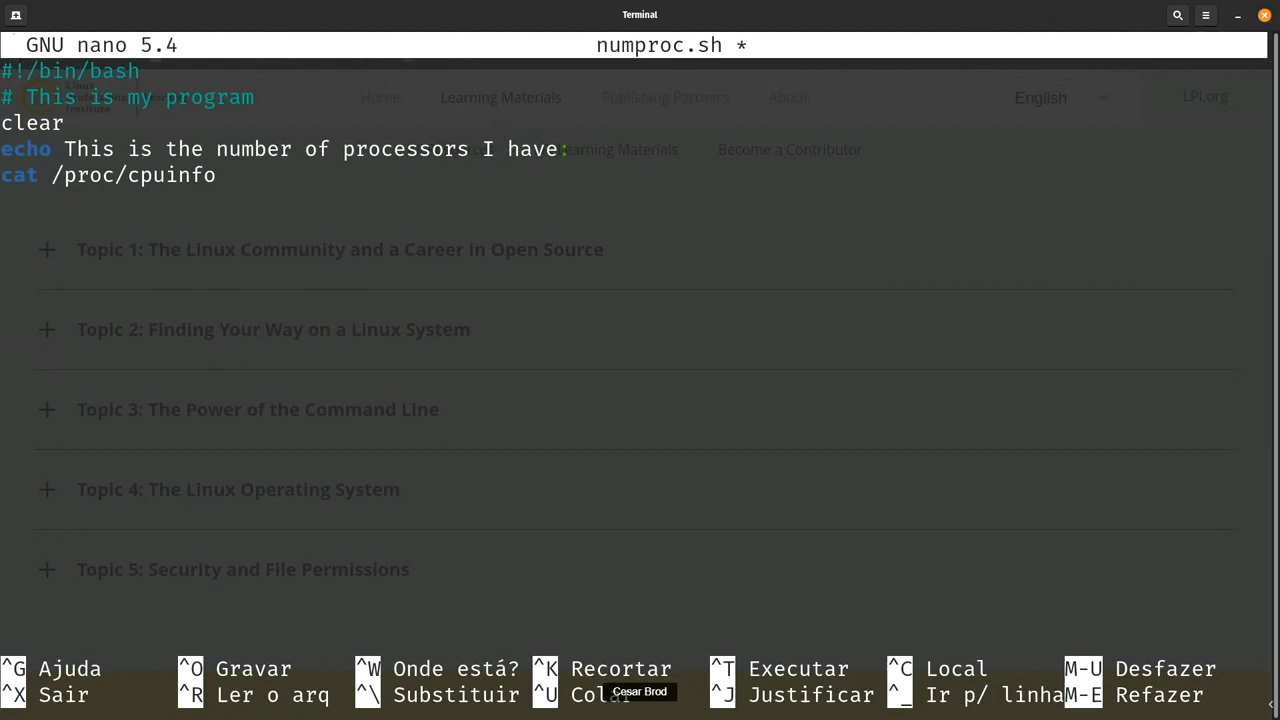 Terminal
GNU nano 5.4 numproc.sh *
#!/bin/bash
# This is my program
clear
echo This is the number of processors I have:
cat /proc/cpuinfo
Home Learning Materials Publishing Partners About English LPI.org
Learning Materials Become a Contributor
Topic 1: The Linux Community and a Career in Open Source
Topic 2: Finding Your Way on a Linux System
Topic 3: The Power of the Command Line
Topic 4: The Linux Operating System
Topic 5: Security and File Permissions
^G Ajuda ^O Gravar ^W Onde está? ^K Recortar ^T Executar ^C Local M-U Desfazer
^X Sair ^R Ler o arq ^\ Substituir ^U Colar ^J Justificar ^_ Ir p/ linha M-E Refazer
Cesar Brod